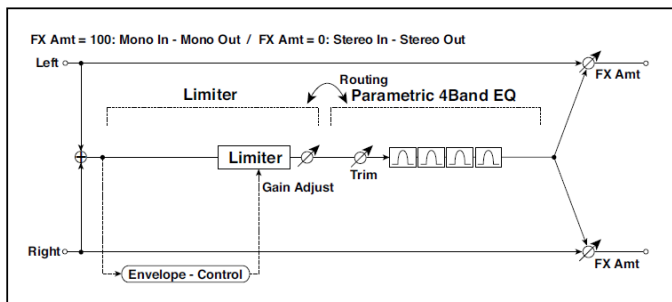 FX Amt = 100: Mono In - Mono Out / FX Amt = 0: Stereo In - Stereo Out
Left
FX Amt
Routing
Limiter
Parametric 4Band EQ
Limiter
Gain Adjust
Trim
Right
FX Amt
Envelope - Control